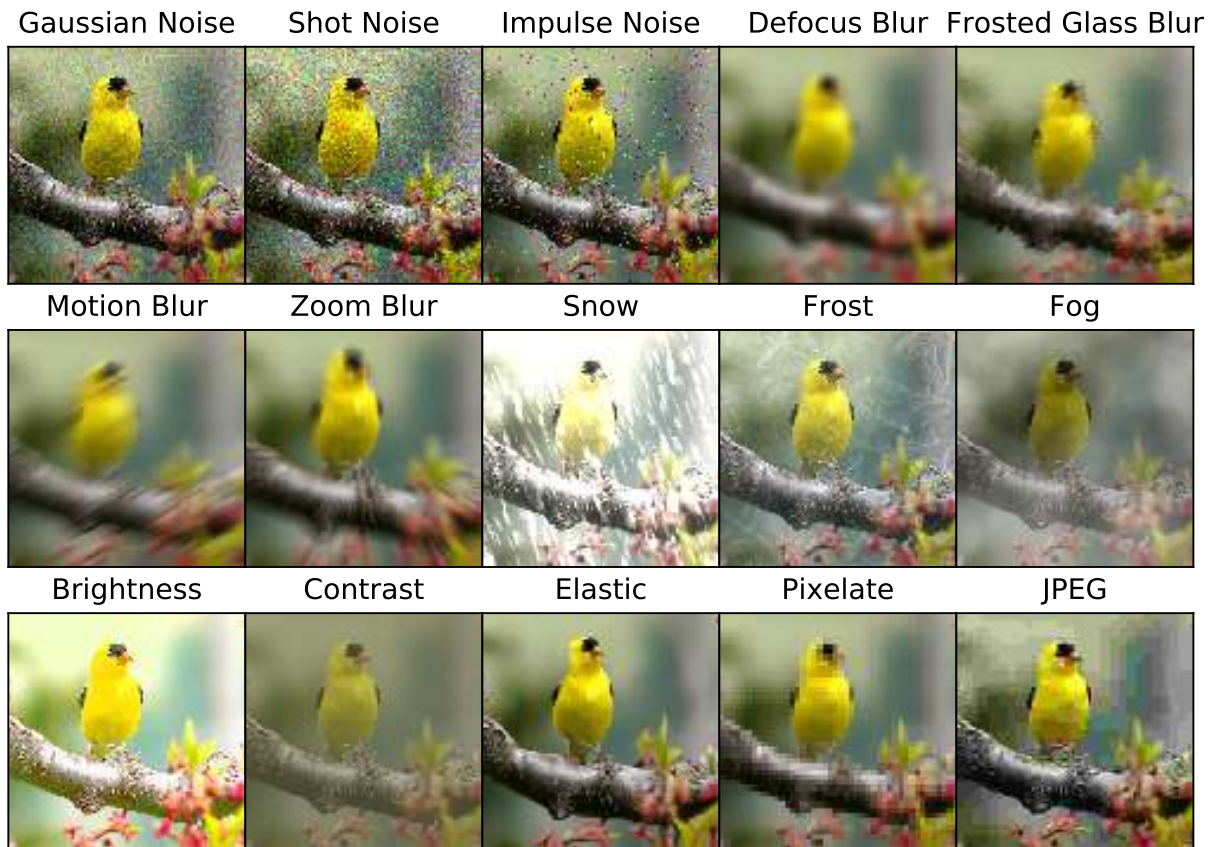 Gaussian Noise Shot Noise Impulse Noise Defocus Blur Frosted Glass Blur
Motion Blur Zoom Blur Snow Frost Fog
Brightness Contrast Elastic Pixelate JPEG